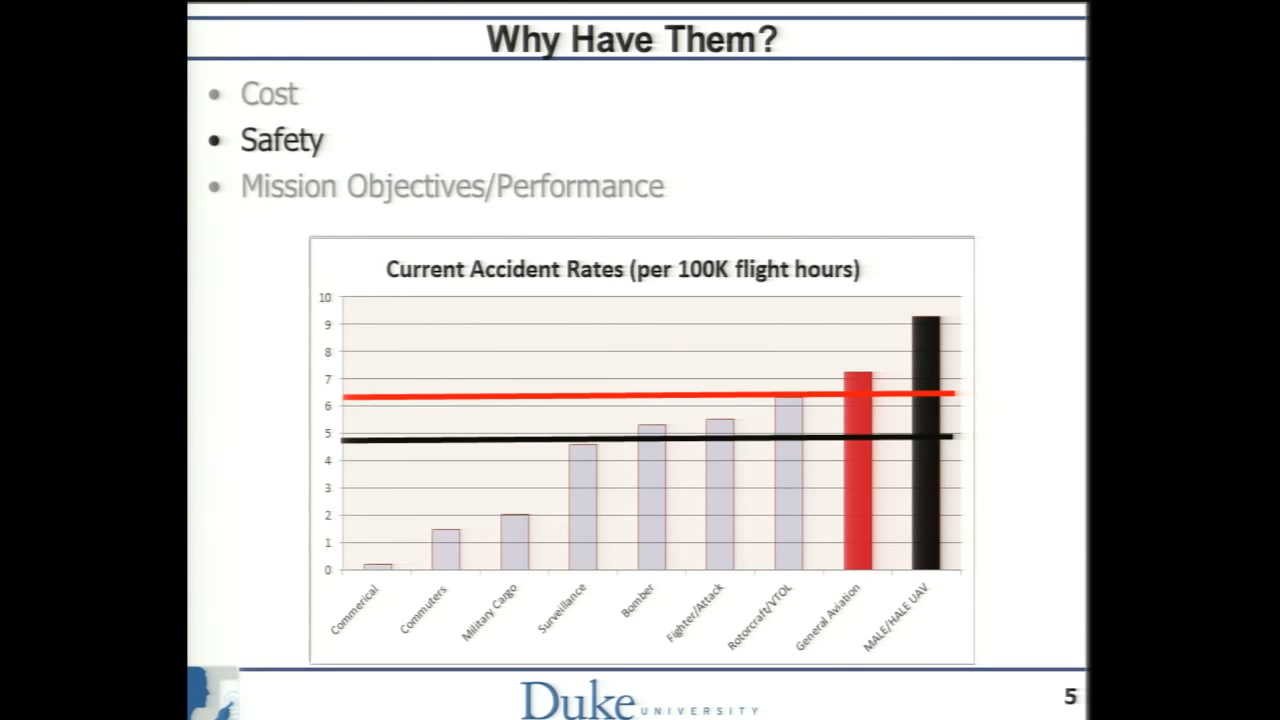 Why Have Them?
• Cost
• Safety
• Mission Objectives/Performance
Current Accident Rates (per 100K flight hours)
10
9
8
7
6
5
4
3
2
1
0
Commerical
Commuters
Military Cargo
Surveillance
Bomber
Fighter/Attack
Rotorcraft/VTOL
General Aviation
MALE/HALE UAV
Duke UNIVERSITY
5